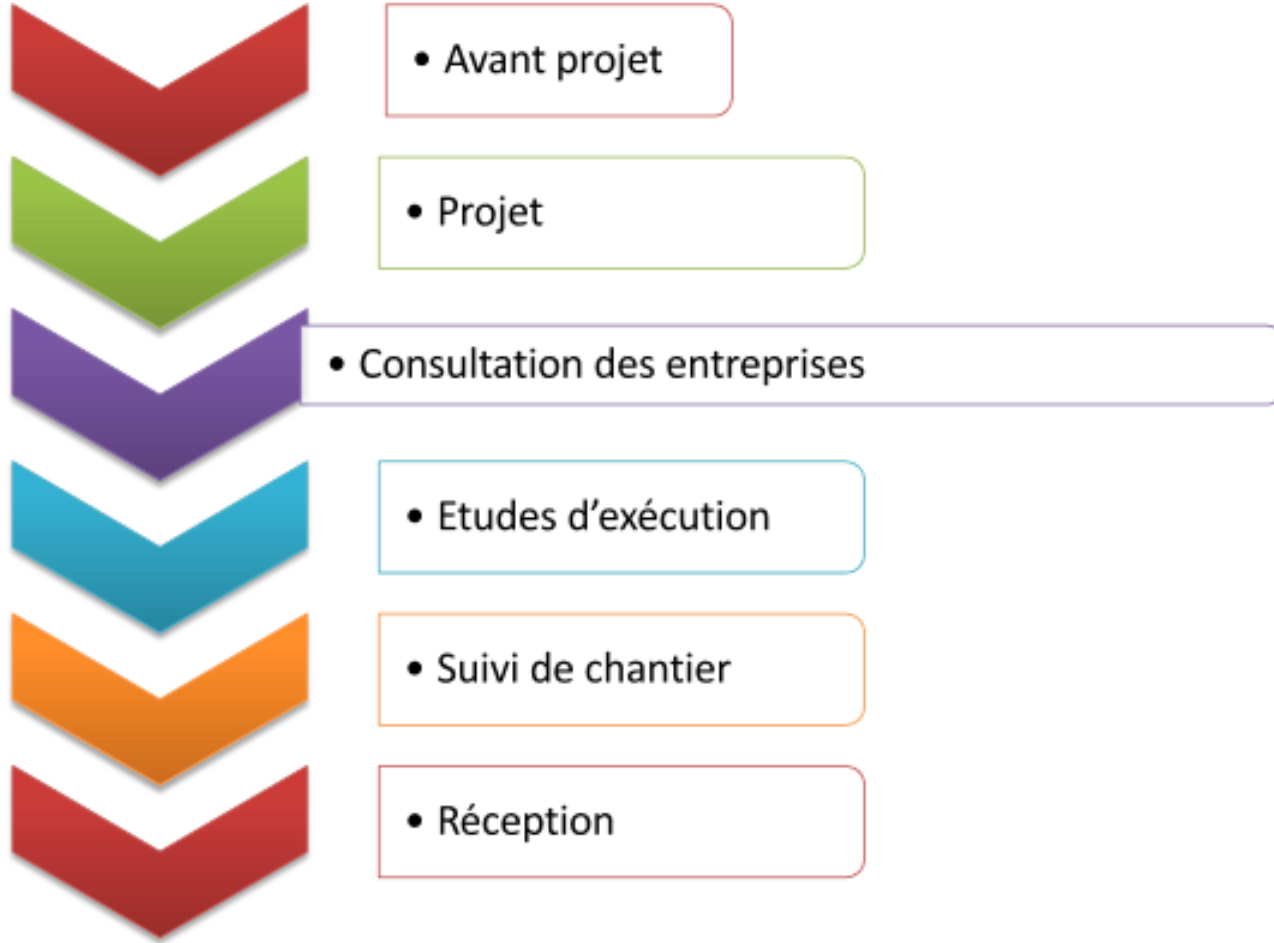 • Avant projet
• Projet
• Consultation des entreprises
• Etudes d’exécution
• Suivi de chantier
• Réception